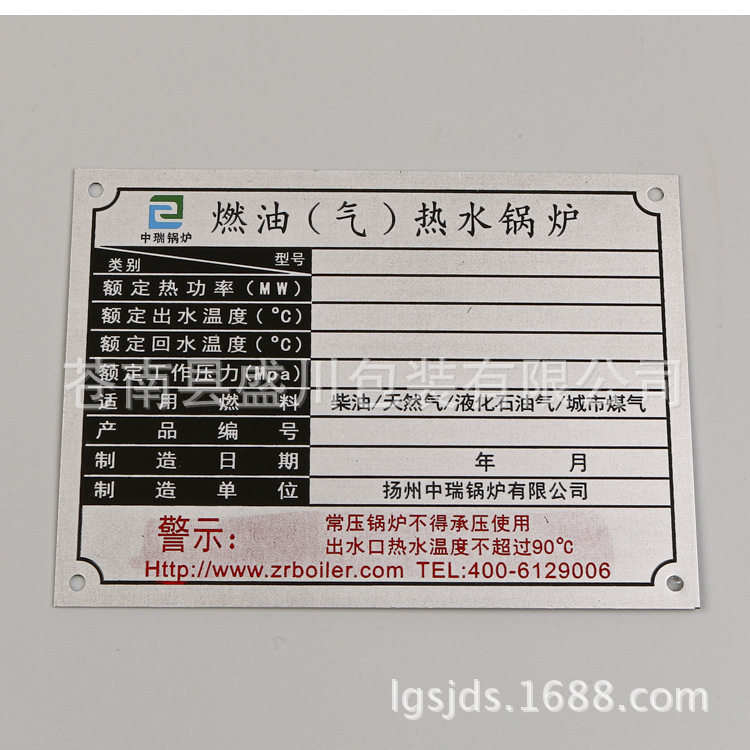 燃油（气）热水锅炉
中瑞锅炉
型号
类别
额定热功率(MW)
额定出水温度(℃)
额定回水温度(℃)
额定工作压力(Mpa)
苍南县盛川包装有限公司
适用燃料 柴油/天然气/液化石油气/城市煤气
产品编号
制造日期 年 月
制造单位 扬州中瑞锅炉有限公司
警示: 常压锅炉不得承压使用
出水口热水温度不超过90℃
Http://www.zrboiler.com TEL:400-6129006
lgsjds.1688.com